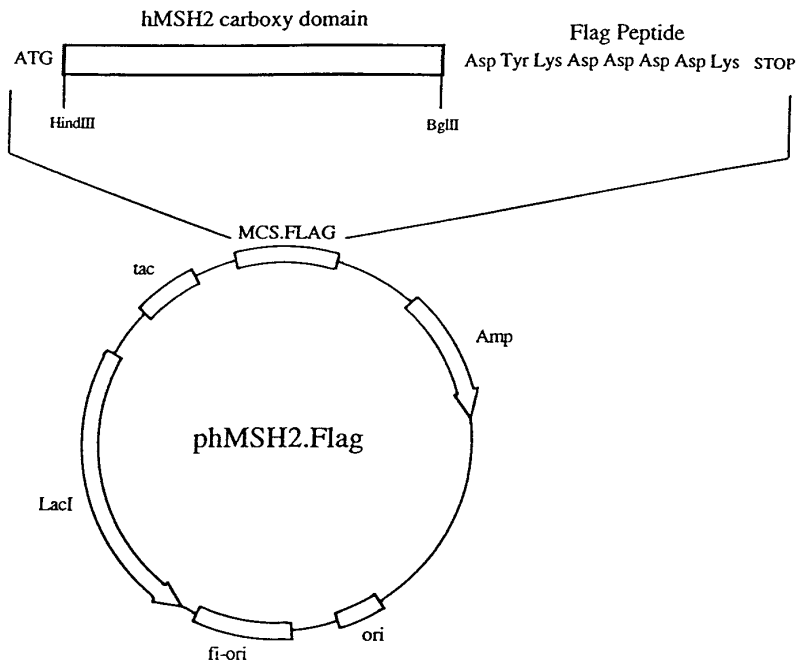 hMSH2 carboxy domain
Flag Peptide
ATG
Asp Tyr Lys Asp Asp Asp Asp Lys STOP
HindIII
BglII
MCS.FLAG
tac
Amp
phMSH2.Flag
LacI
ori
fi-ori